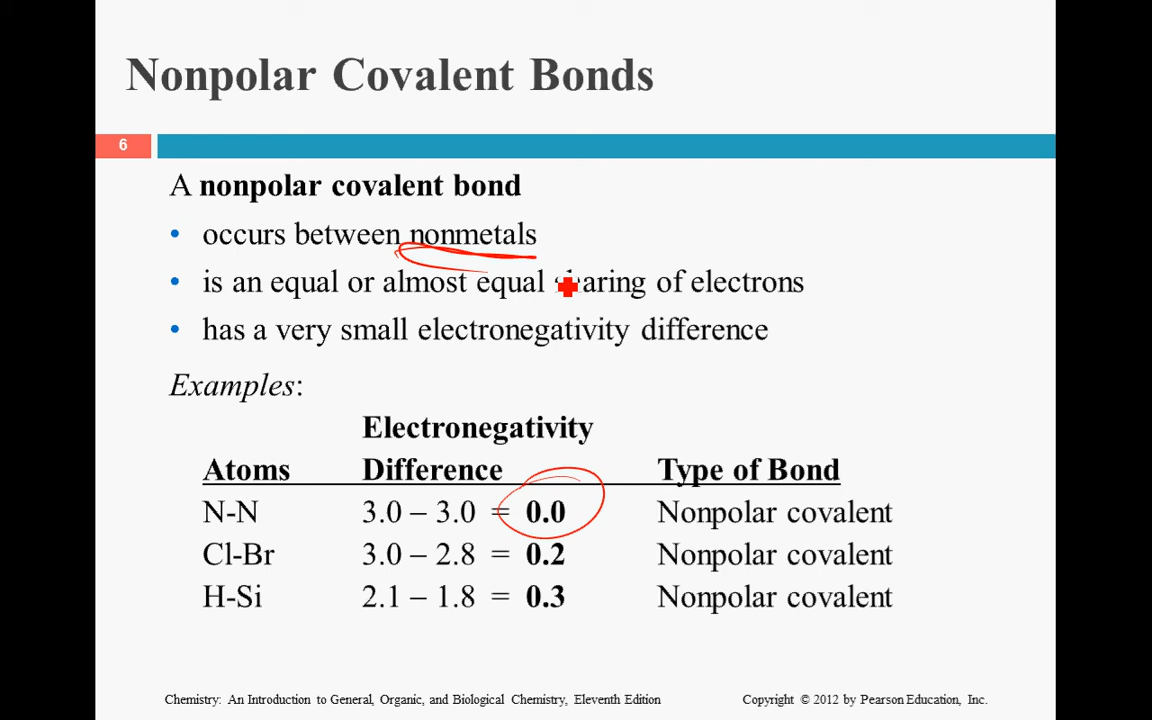 Nonpolar Covalent Bonds
6
A nonpolar covalent bond
• occurs between nonmetals
• is an equal or almost equal sharing of electrons
• has a very small electronegativity difference
Examples:
Electronegativity
Atoms Difference Type of Bond
N-N 3.0 – 3.0 = 0.0 Nonpolar covalent
Cl-Br 3.0 – 2.8 = 0.2 Nonpolar covalent
H-Si 2.1 – 1.8 = 0.3 Nonpolar covalent
Chemistry: An Introduction to General, Organic, and Biological Chemistry, Eleventh Edition Copyright © 2012 by Pearson Education, Inc.